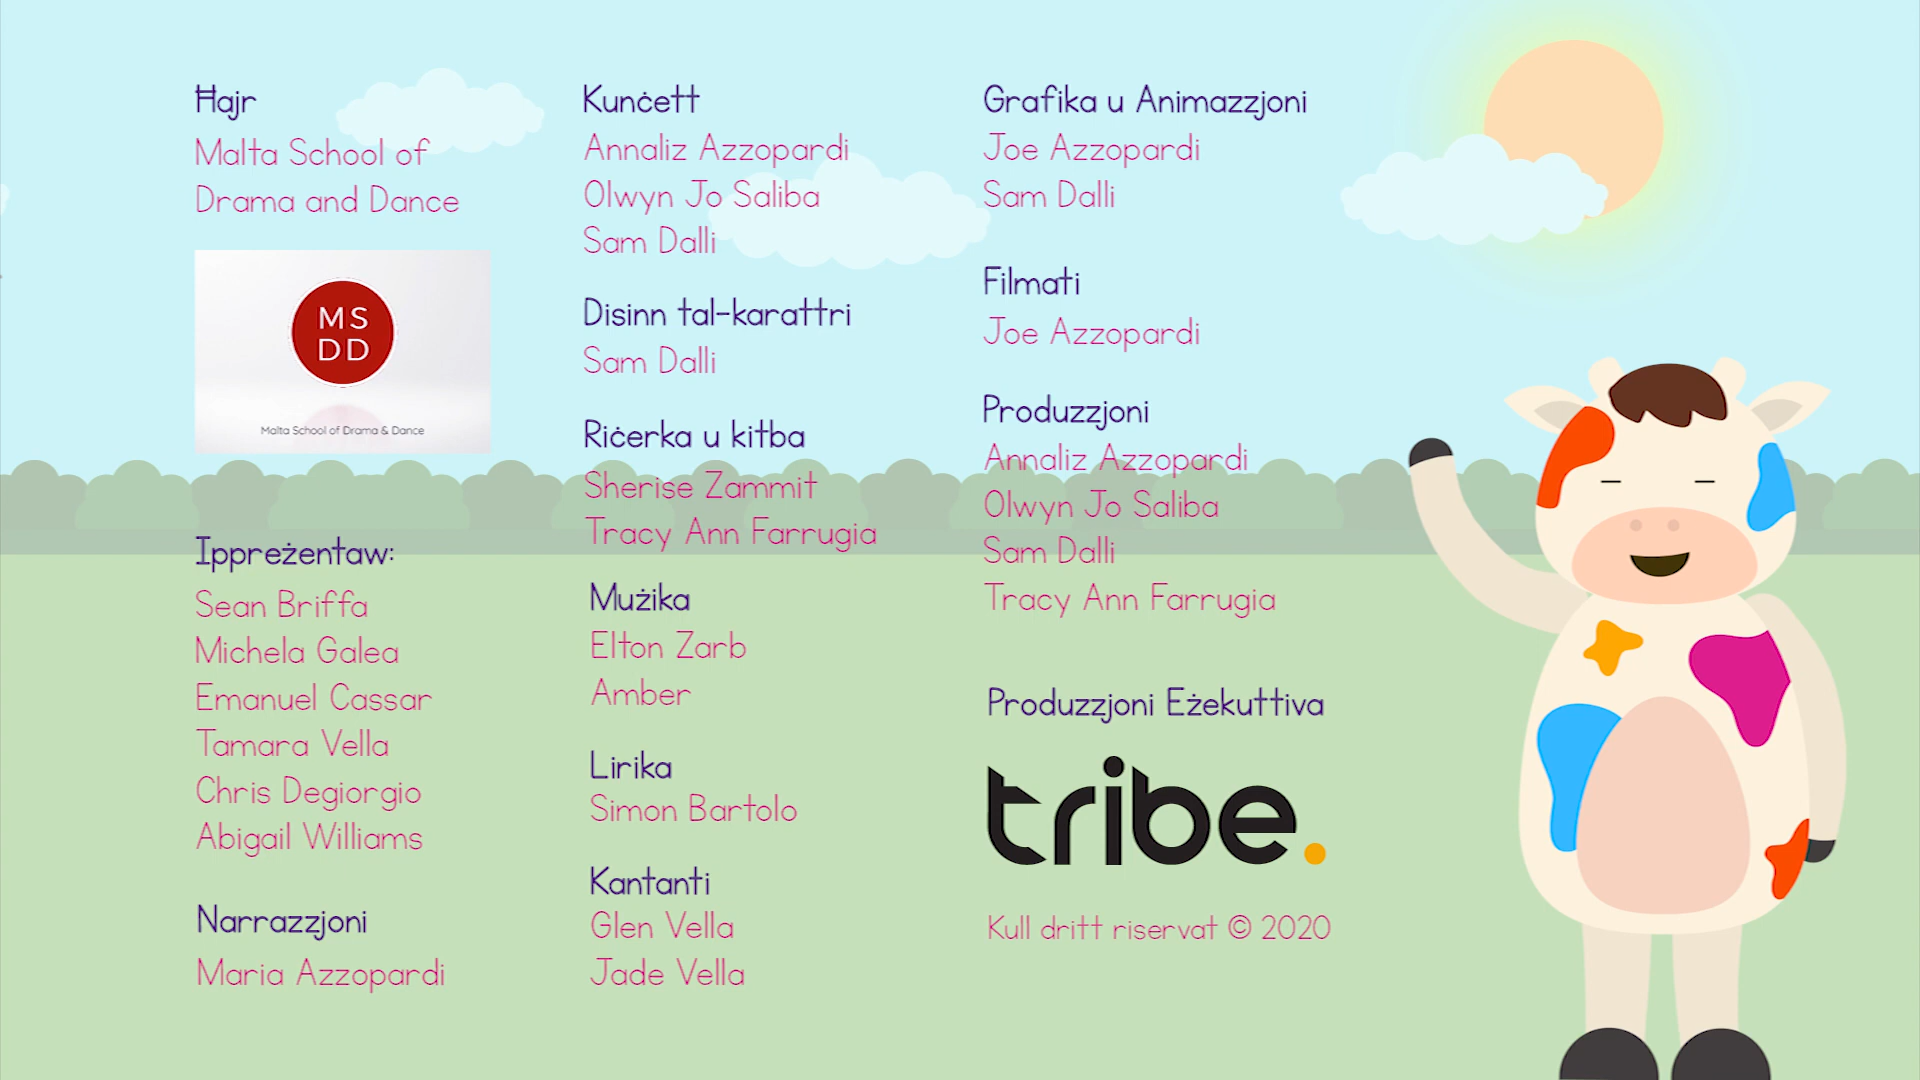 Ħajr
Malta School of
Drama and Dance
MS
DD
Malta School of Drama & Dance
Ippreżentaw:
Sean Briffa
Michela Galea
Emanuel Cassar
Tamara Vella
Chris Degiorgio
Abigail Williams
Narrazzjoni
Maria Azzopardi
Kunċett
Annaliz Azzopardi
Olwyn Jo Saliba
Sam Dalli
Disinn tal-karattri
Sam Dalli
Riċerka u kitba
Sherise Zammit
Tracy Ann Farrugia
Mużika
Elton Zarb
Amber
Lirika
Simon Bartolo
Kantanti
Glen Vella
Jade Vella
Grafika u Animazzjoni
Joe Azzopardi
Sam Dalli
Filmati
Joe Azzopardi
Produzzjoni
Annaliz Azzopardi
Olwyn Jo Saliba
Sam Dalli
Tracy Ann Farrugia
Produzzjoni Eżekuttiva
tribe.
Kull dritt riservat © 2020